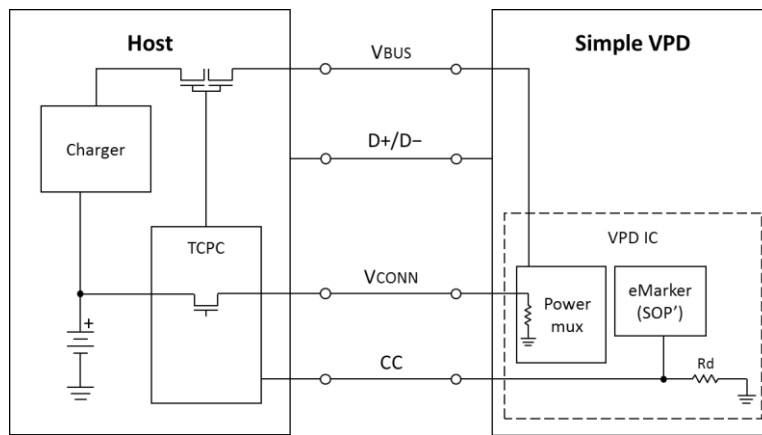 Host
VBUS
Simple VPD
Charger
D+/D−
VPD IC
TCPC
VCONN
Power
mux
eMarker
(SOP')
+
CC
Rd